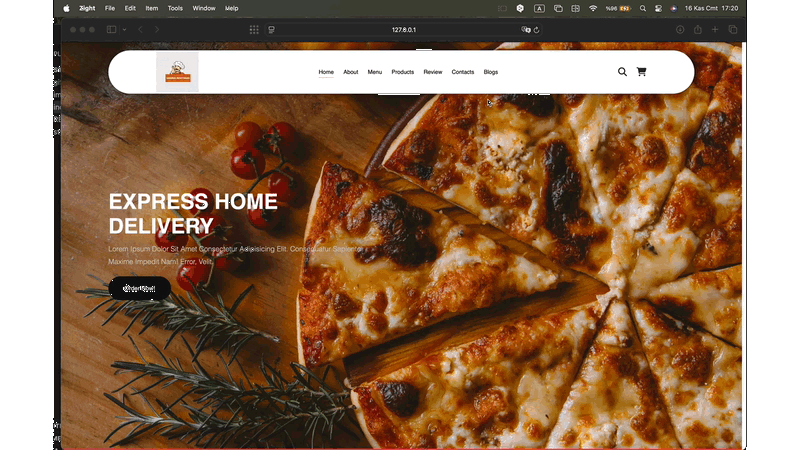 Zight File Edit Item Tools Window Help A %96 16 Kas Cmt 17:20
127.0.0.1
Home About Menu Products Review Contacts Blogs
EXPRESS HOME
DELIVERY
Lorem Ipsum Dolor Sit Amet Consectetur Adipisicing Elit. Consectetur Sapiente
Maxime Impedit Nam! Error, Velit.